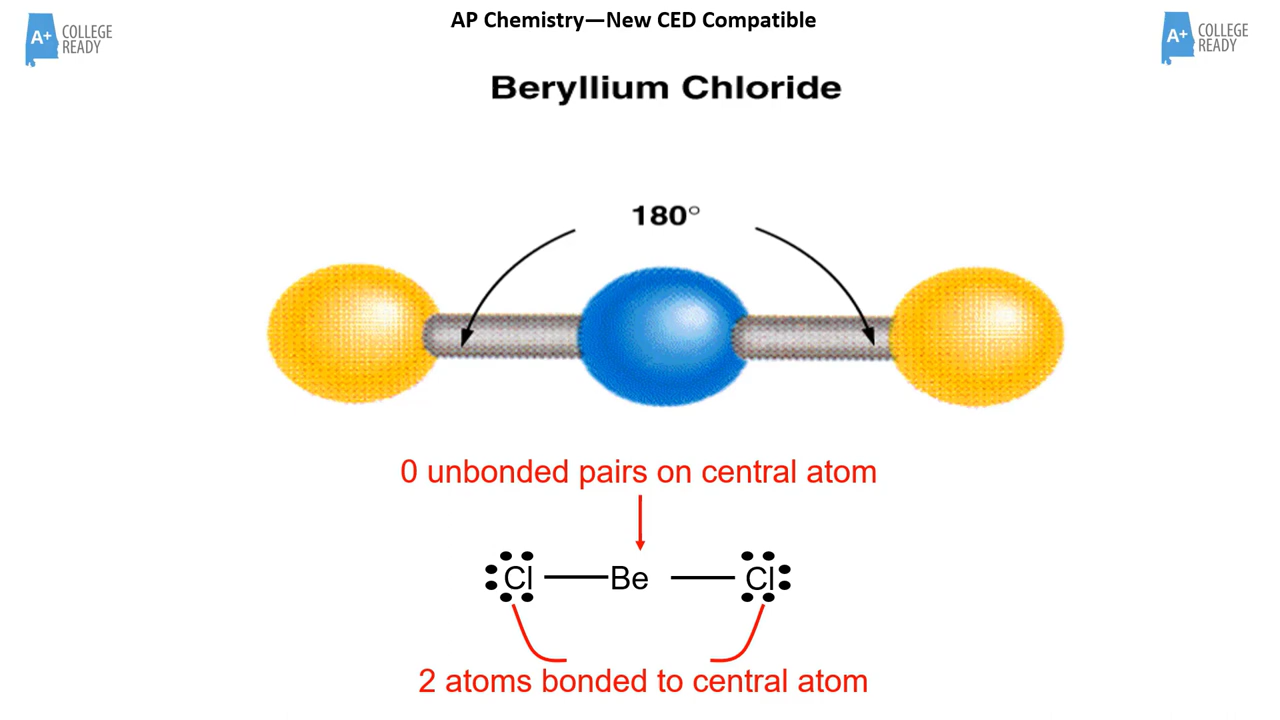 AP Chemistry—New CED Compatible
A+ COLLEGE READY
A+ COLLEGE READY
Beryllium Chloride
180°
0 unbonded pairs on central atom
Cl — Be — Cl
2 atoms bonded to central atom